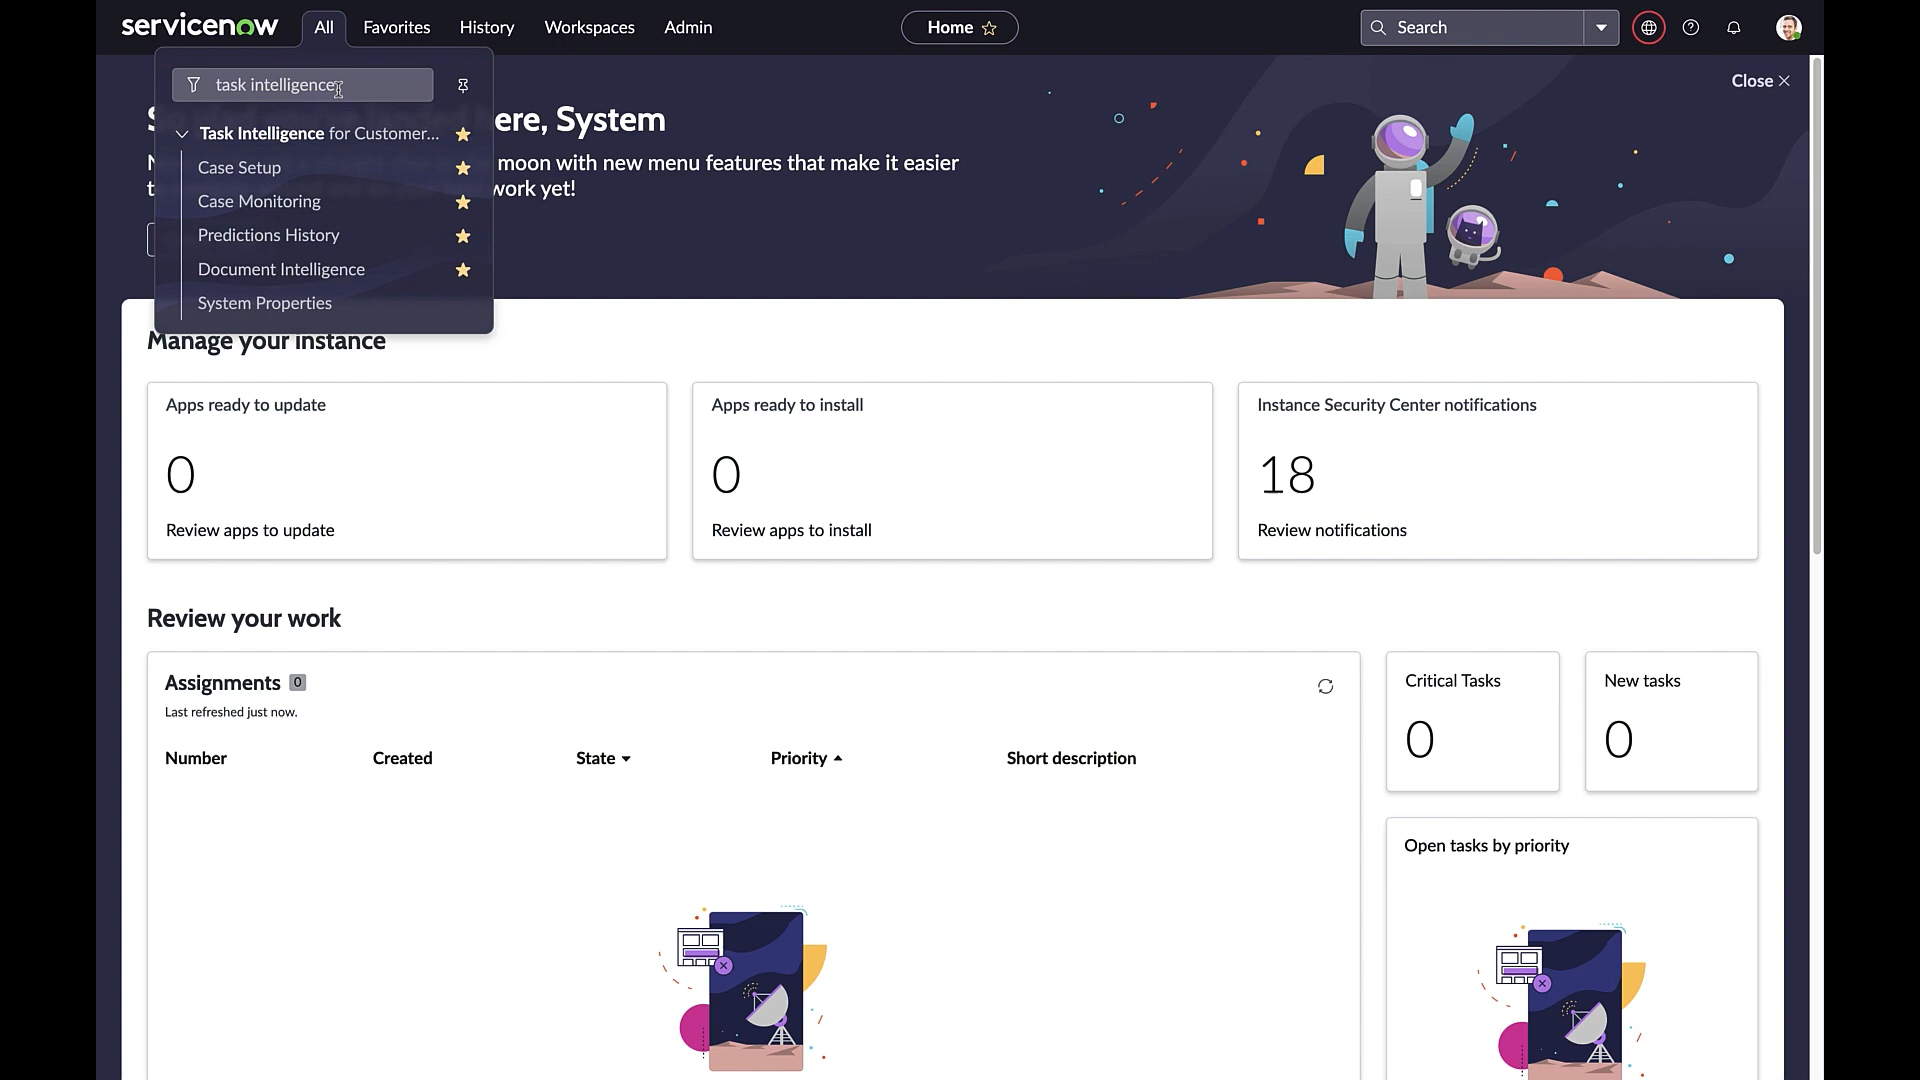 servicenow
All
Favorites
History
Workspaces
Admin
Home
Search
task intelligence
Task Intelligence for Customer...
Case Setup
Case Monitoring
Predictions History
Document Intelligence
System Properties
Close
ere, System
moon with new menu features that make it easier
work yet!
Manage your instance
Apps ready to update
0
Review apps to update
Apps ready to install
0
Review apps to install
Instance Security Center notifications
18
Review notifications
Review your work
Assignments 0
Last refreshed just now.
Number
Created
State
Priority
Short description
Critical Tasks
0
New tasks
0
Open tasks by priority